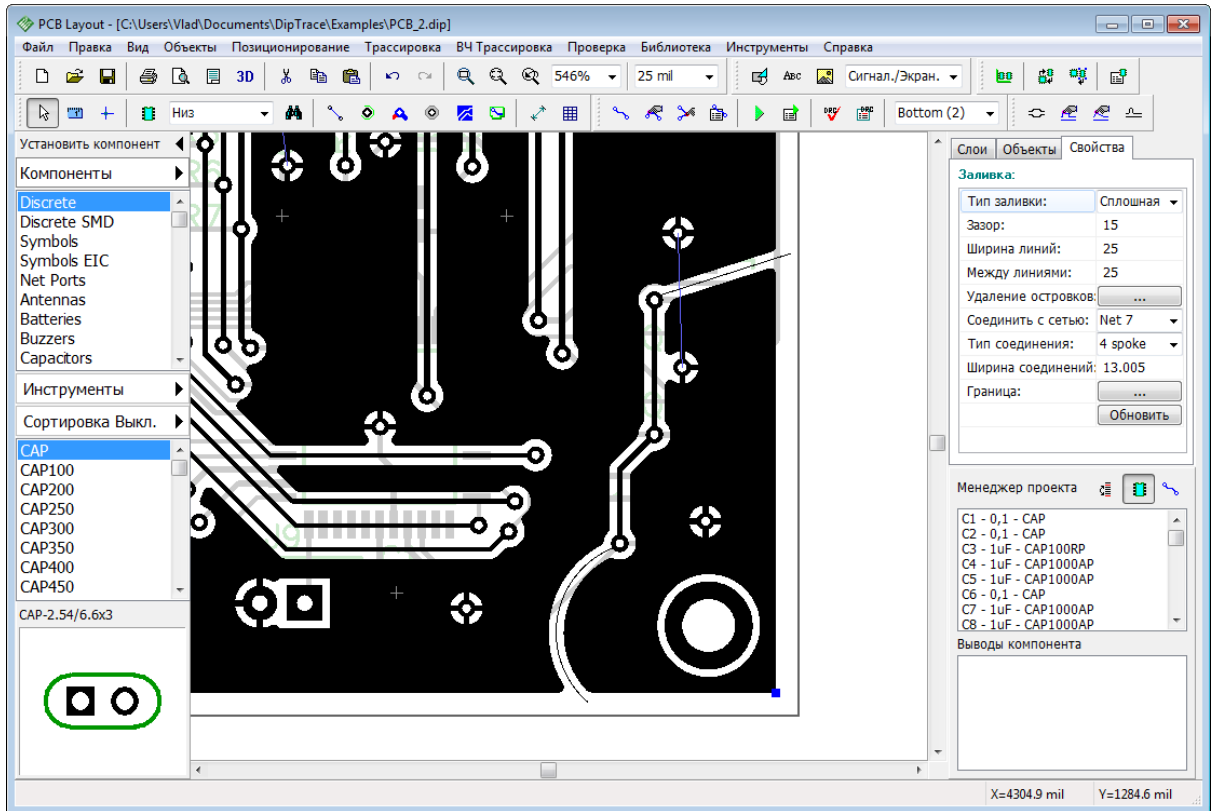 PCB Layout - [C:\Users\Vlad\Documents\DipTrace\Examples\PCB_2.dip]
Файл Правка Вид Объекты Позиционирование Трассировка ВЧ Трассировка Проверка Библиотека Инструменты Справка
3D 546% 25 mil ABC Сигнал./Экран.
Низ DRC DRC Bottom (2)
Установить компонент
Компоненты
Discrete
Discrete SMD
Symbols
Symbols EIC
Net Ports
Antennas
Batteries
Buzzers
Capacitors
Инструменты
Сортировка Выкл.
CAP
CAP100
CAP200
CAP250
CAP300
CAP350
CAP400
CAP450
CAP-2.54/6.6x3
Слои Объекты Свойства
Заливка:
Тип заливки: Сплошная
Зазор: 15
Ширина линий: 25
Между линиями: 25
Удаление островков: ...
Соединить с сетью: Net 7
Тип соединения: 4 spoke
Ширина соединений: 13.005
Граница: ...
Обновить
Менеджер проекта
C1 - 0,1 - CAP
C2 - 0,1 - CAP
C3 - 1uF - CAP100RP
C4 - 1uF - CAP1000AP
C5 - 1uF - CAP1000AP
C6 - 0,1 - CAP
C7 - 1uF - CAP1000AP
C8 - 1uF - CAP1000AP
Выводы компонента
X=4304.9 mil Y=1284.6 mil